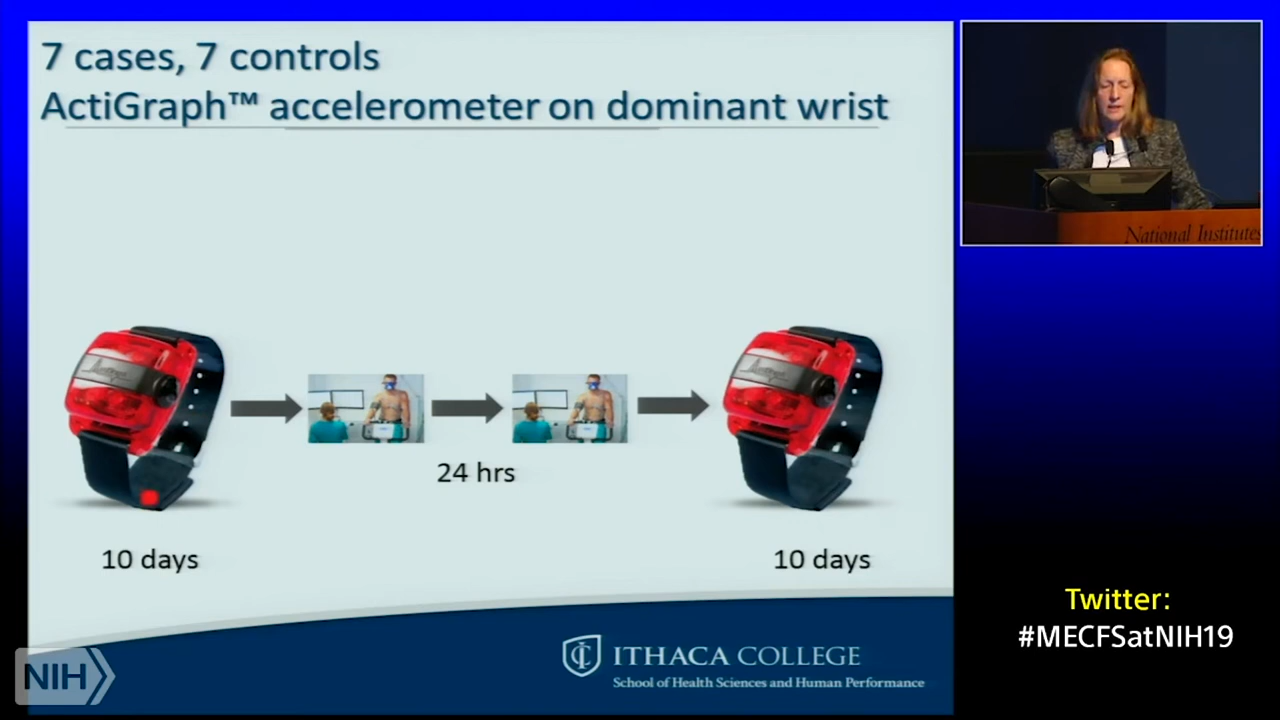 7 cases, 7 controls
ActiGraph™ accelerometer on dominant wrist
24 hrs
10 days
10 days
ITHACA COLLEGE
School of Health Sciences and Human Performance
National Institutes
Twitter:
#MECFSatNIH19
NIH